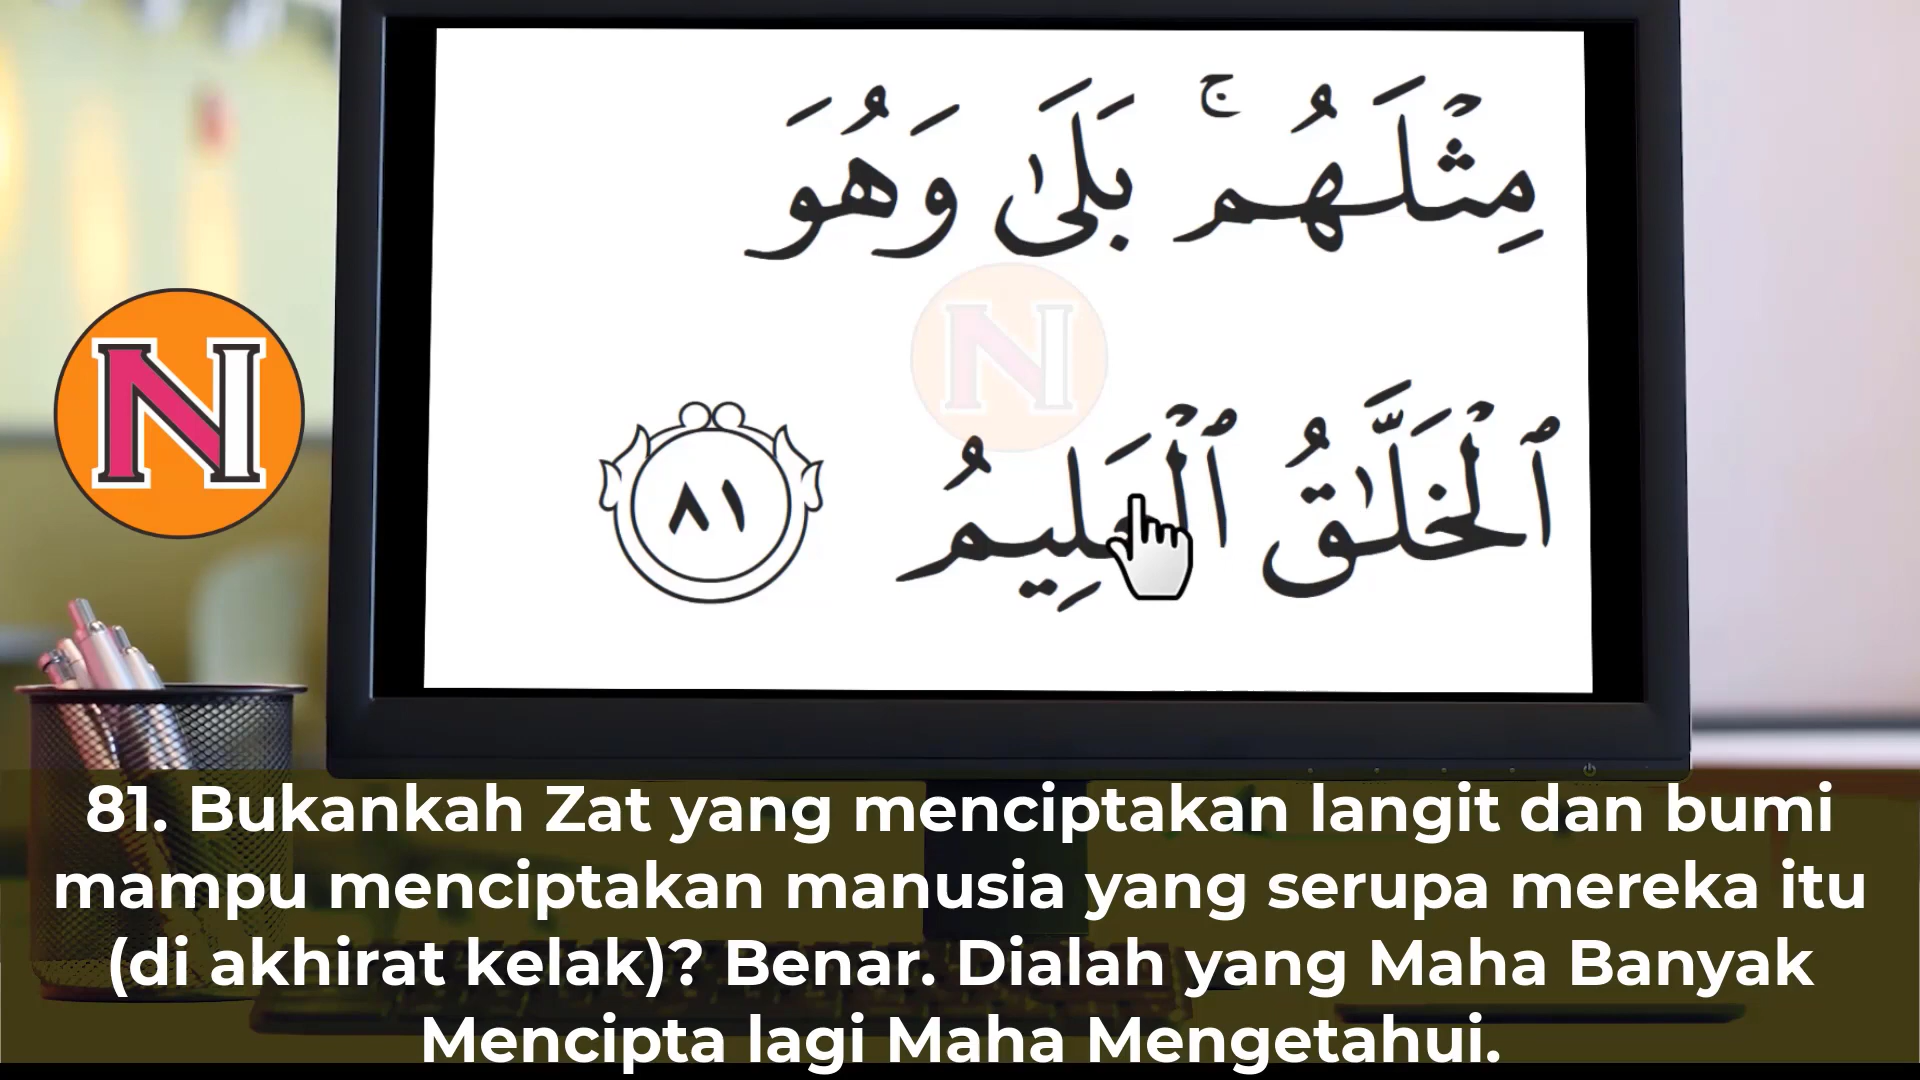 مِثْلَهُم ۚ بَلَىٰ وَهُوَ
ٱلْخَلَّـٰقُ ٱلْعَلِيمُ ٨١
N
N
81. Bukankah Zat yang menciptakan langit dan bumi
mampu menciptakan manusia yang serupa mereka itu
(di akhirat kelak)? Benar. Dialah yang Maha Banyak
Mencipta lagi Maha Mengetahui.